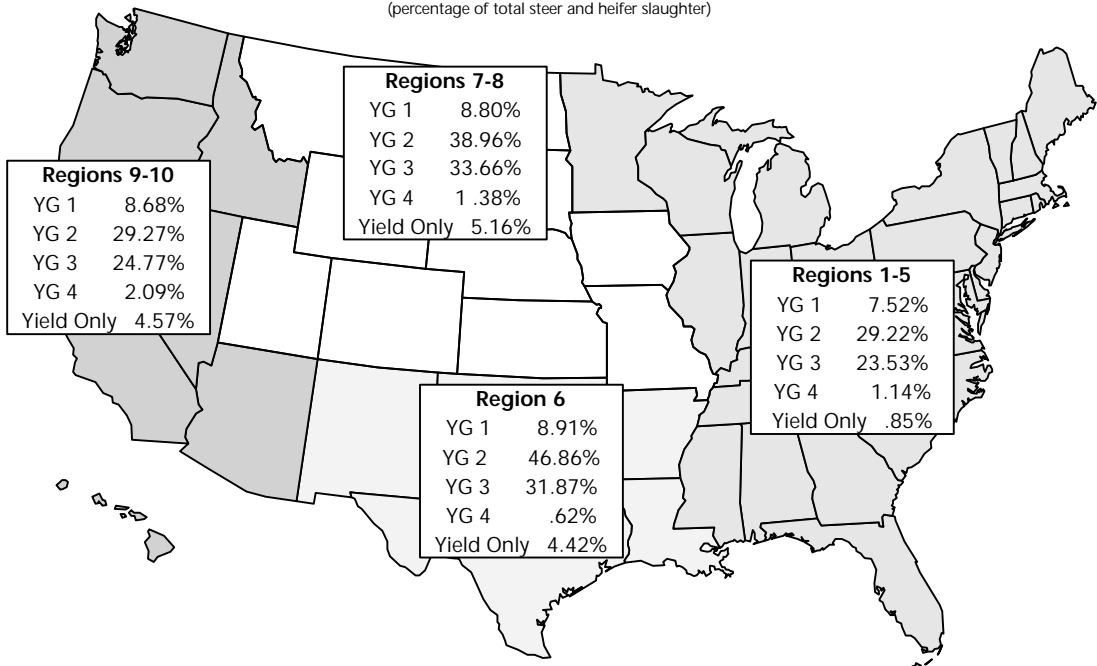 (percentage of total steer and heifer slaughter)
Regions 7-8
YG 1 8.80%
YG 2 38.96%
YG 3 33.66%
YG 4 1 .38%
Yield Only 5.16%
Regions 9-10
YG 1 8.68%
YG 2 29.27%
YG 3 24.77%
YG 4 2.09%
Yield Only 4.57%
Regions 1-5
YG 1 7.52%
YG 2 29.22%
YG 3 23.53%
YG 4 1.14%
Yield Only .85%
Region 6
YG 1 8.91%
YG 2 46.86%
YG 3 31.87%
YG 4 .62%
Yield Only 4.42%